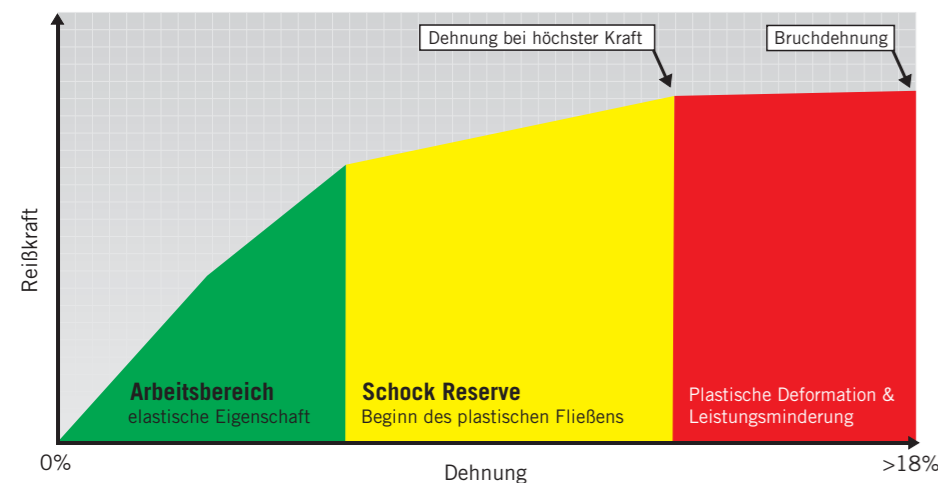 Dehnung bei höchster Kraft
Bruchdehnung
Reißkraft
Arbeitsbereich
elastische Eigenschaft
Schock Reserve
Beginn des plastischen Fließens
Plastische Deformation &
Leistungsminderung
0%
Dehnung
>18%